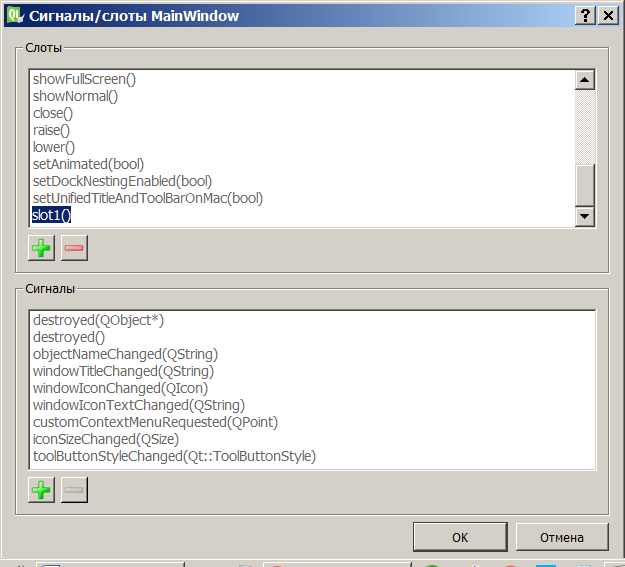 Сигналы/слоты MainWindow
Слоты
showFullScreen()
showNormal()
close()
raise()
lower()
setAnimated(bool)
setDockNestingEnabled(bool)
setUnifiedTitleAndToolBarOnMac(bool)
slot1()
Сигналы
destroyed(QObject*)
destroyed()
objectNameChanged(QString)
windowTitleChanged(QString)
windowIconChanged(QIcon)
windowIconTextChanged(QString)
customContextMenuRequested(QPoint)
iconSizeChanged(QSize)
toolButtonStyleChanged(Qt::ToolButtonStyle)
OK Отмена